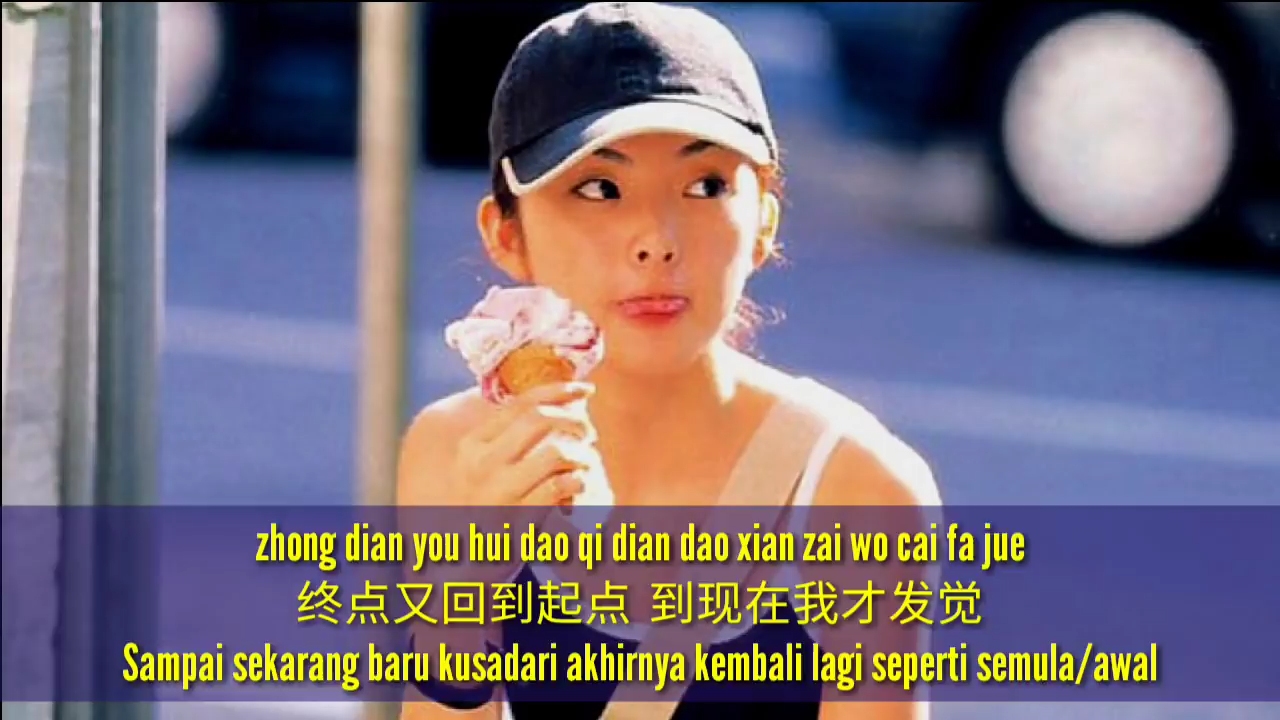 zhong dian you hui dao qi dian dao xian zai wo cai fa jue
终点又回到起点 到现在我才发觉
Sampai sekarang baru kusadari akhirnya kembali lagi seperti semula/awal